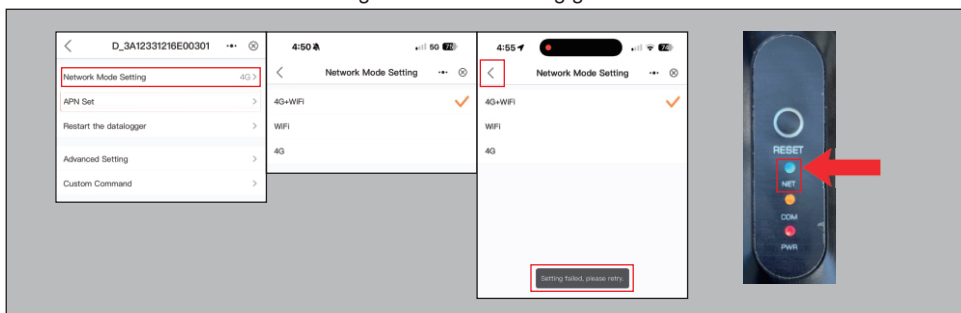 D_3A12331216E00301
Network Mode Setting 4G >
APN Set >
Restart the datalogger >
Advanced Setting >
Custom Command >
4:50 5G
Network Mode Setting
4G+WiFi
WiFi
4G
4:55
Network Mode Setting
4G+WiFi
WiFi
4G
Setting failed, please retry.
RESET
NET
COM
PWR